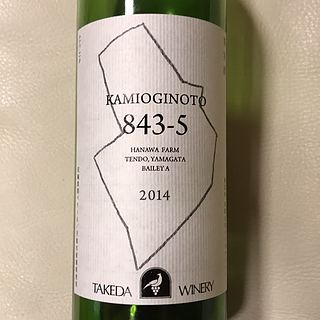 KAMIOGINOTO
843-5
HANAWA FARM
TENDO, YAMAGATA
BAILEY A
2014
TAKEDA WINERY